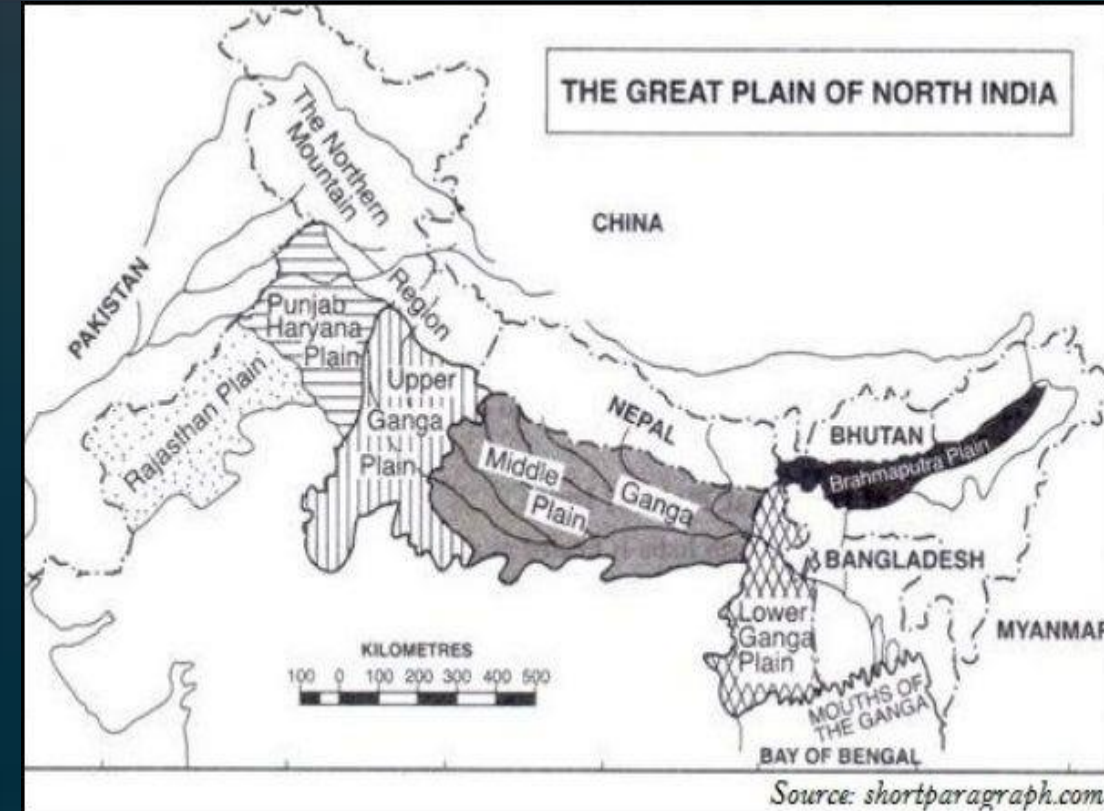 THE GREAT PLAIN OF NORTH INDIA
The Northern
Mountain
Region
CHINA
PAKISTAN
Punjab
Haryana
Plain
Rajasthan Plain
Upper
Ganga
Plain
NEPAL
Middle
Ganga
Plain
BHUTAN
Brahmaputra Plain
BANGLADESH
MYANMAR
Lower
Ganga
Plain
KILOMETRES
100 0 100 200 300 400 500
MOUTHS OF
THE GANGA
BAY OF BENGAL
Source: shortparagraph.com